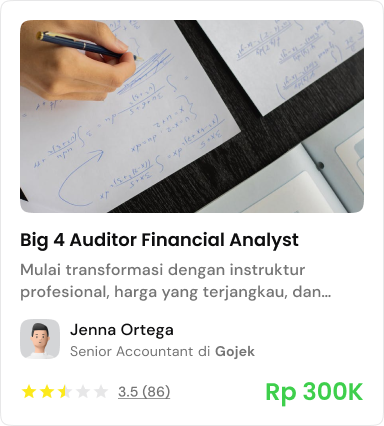 Big 4 Auditor Financial Analyst
Mulai transformasi dengan instruktur
profesional, harga yang terjangkau, dan...
Jenna Ortega
Senior Accountant di Gojek
3.5 (86)
Rp 300K